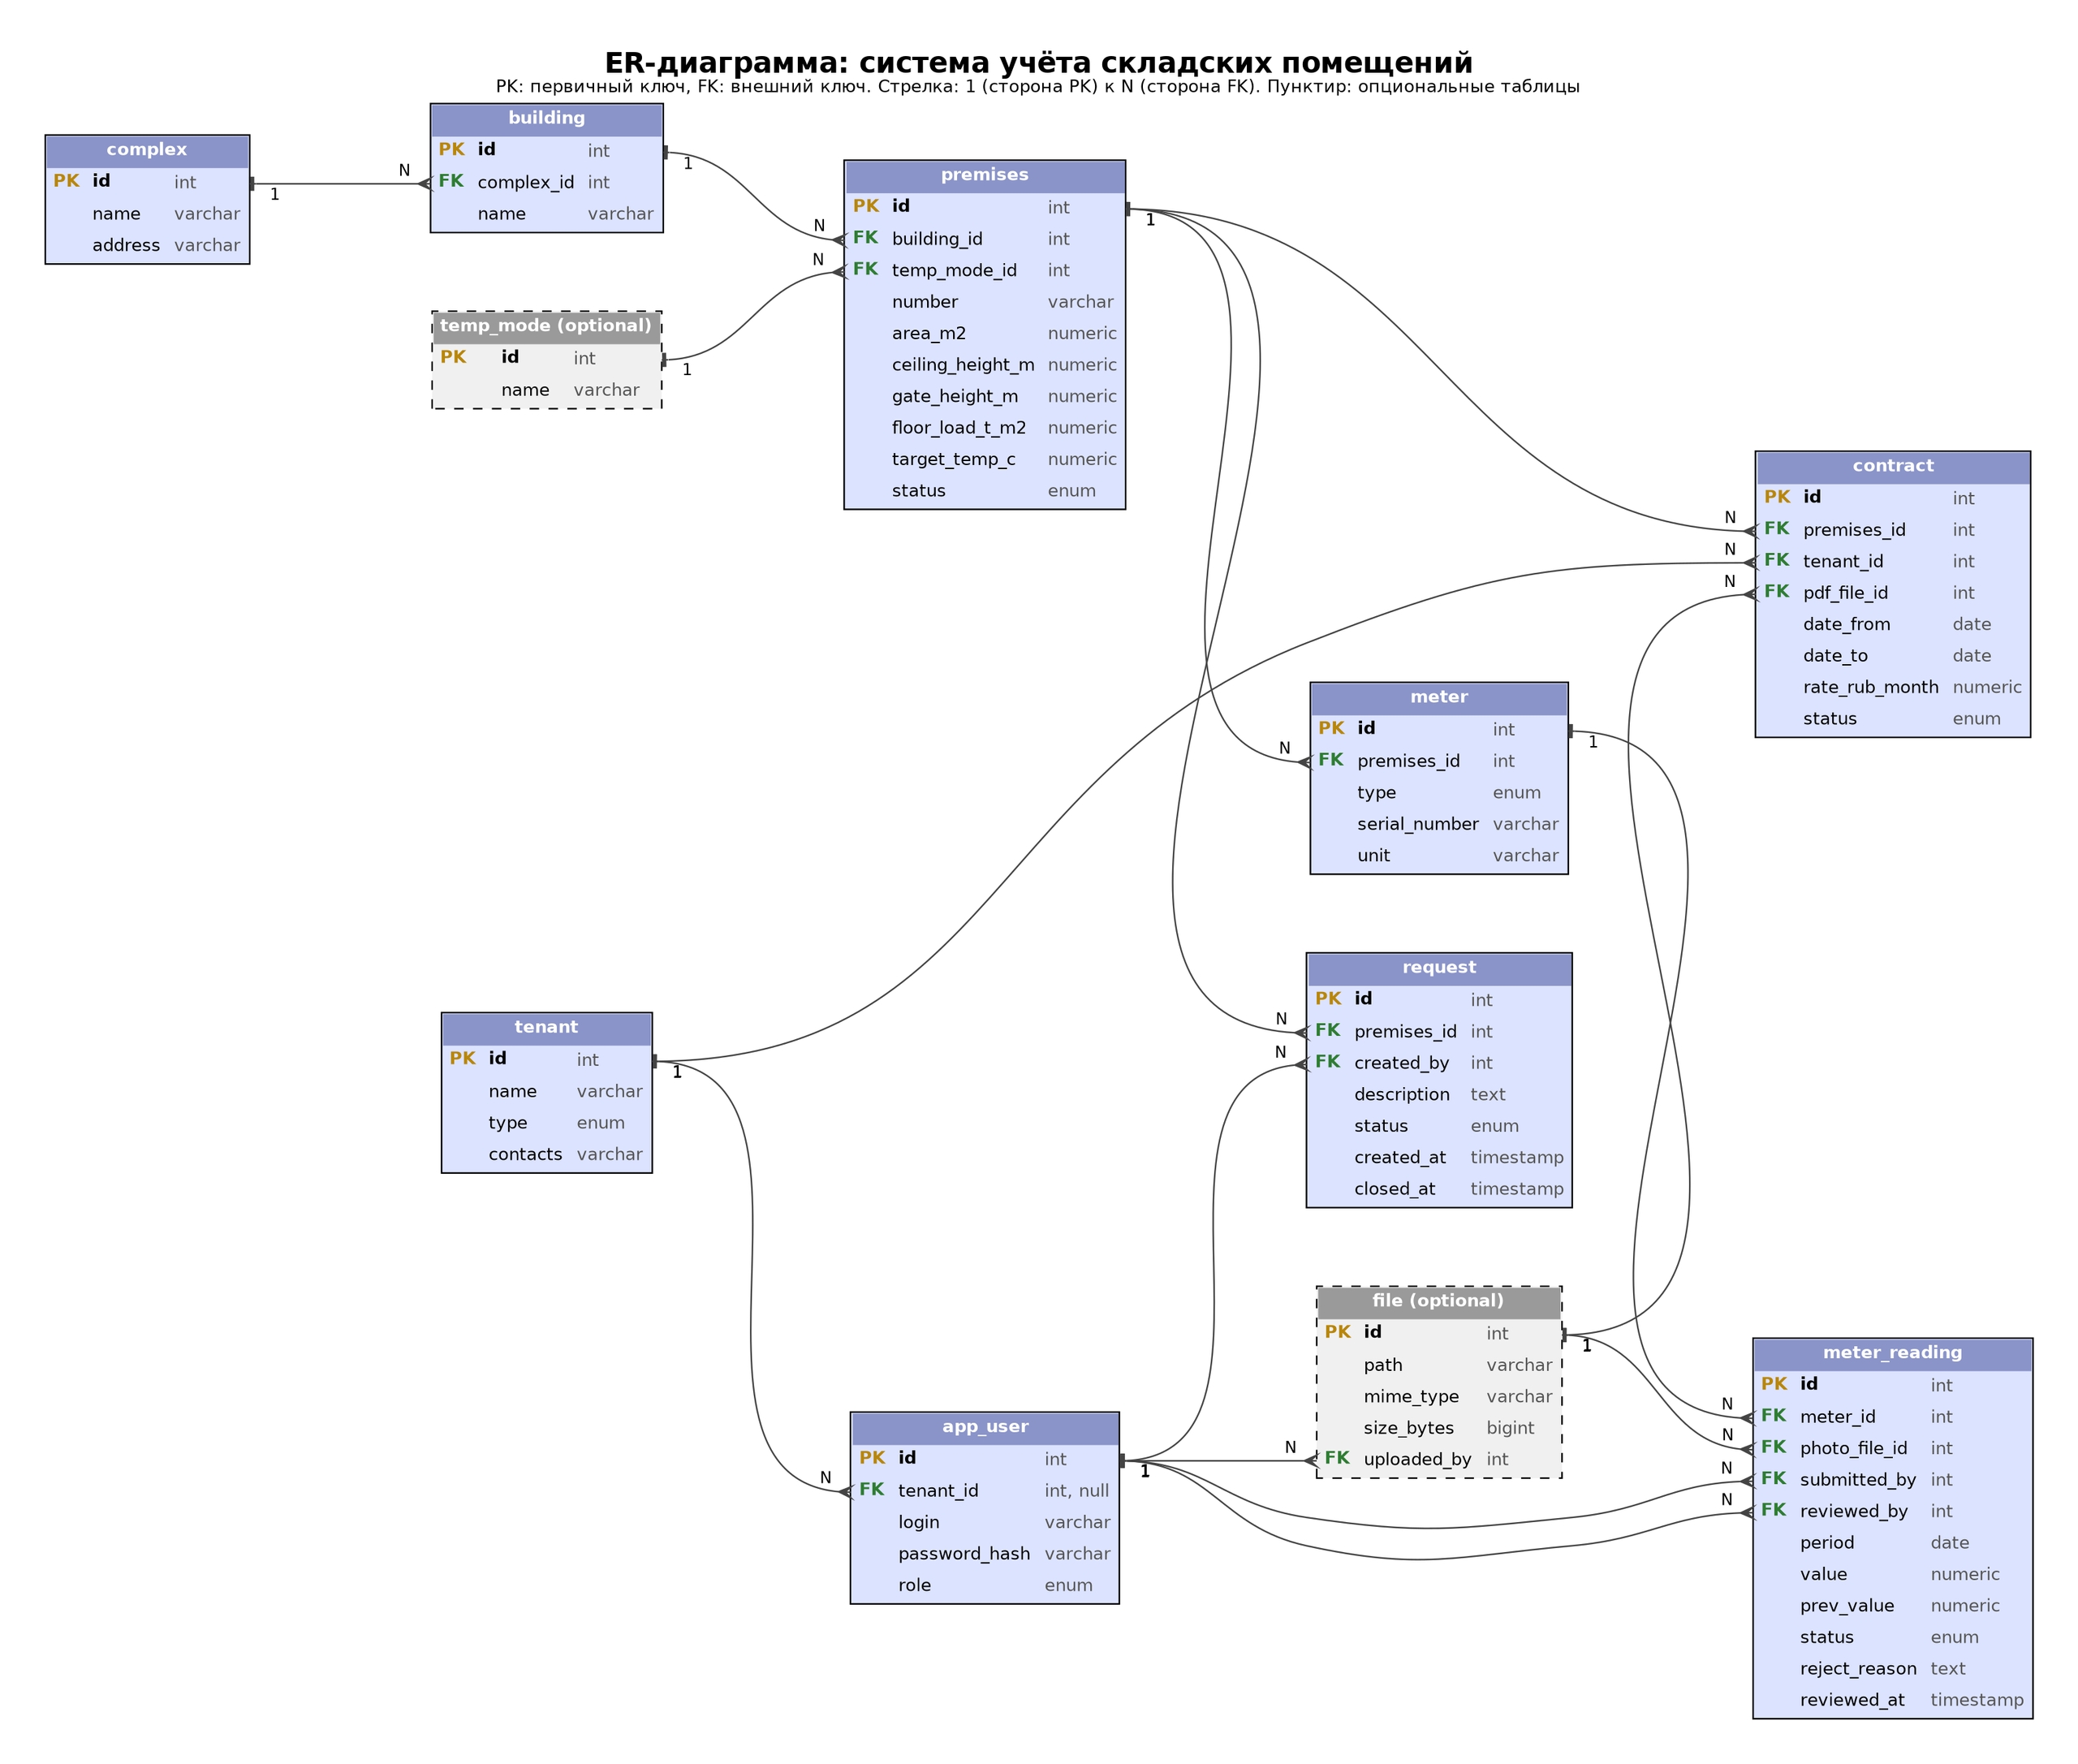 ER-диаграмма: система учёта складских помещений
PK: первичный ключ, FK: внешний ключ. Стрелка: 1 (сторона PK) к N (сторона FK). Пунктир: опциональные таблицы
complex
PK id int
name varchar
address varchar
1
N
building
PK id int
FK complex_id int
name varchar
1
N
temp_mode (optional)
PK id int
name varchar
1
N
premises
PK id int
FK building_id int
FK temp_mode_id int
number varchar
area_m2 numeric
ceiling_height_m numeric
gate_height_m numeric
floor_load_t_m2 numeric
target_temp_c numeric
status enum
1
N
N
N
contract
PK id int
FK premises_id int
FK tenant_id int
FK pdf_file_id int
date_from date
date_to date
rate_rub_month numeric
status enum
N
meter
PK id int
FK premises_id int
type enum
serial_number varchar
unit varchar
1
N
N
request
PK id int
FK premises_id int
FK created_by int
description text
status enum
created_at timestamp
closed_at timestamp
tenant
PK id int
name varchar
type enum
contacts varchar
1
N
app_user
PK id int
FK tenant_id int, null
login varchar
password_hash varchar
role enum
1
N
file (optional)
PK id int
path varchar
mime_type varchar
size_bytes bigint
FK uploaded_by int
1
N
N
N
N
meter_reading
PK id int
FK meter_id int
FK photo_file_id int
FK submitted_by int
FK reviewed_by int
period date
value numeric
prev_value numeric
status enum
reject_reason text
reviewed_at timestamp